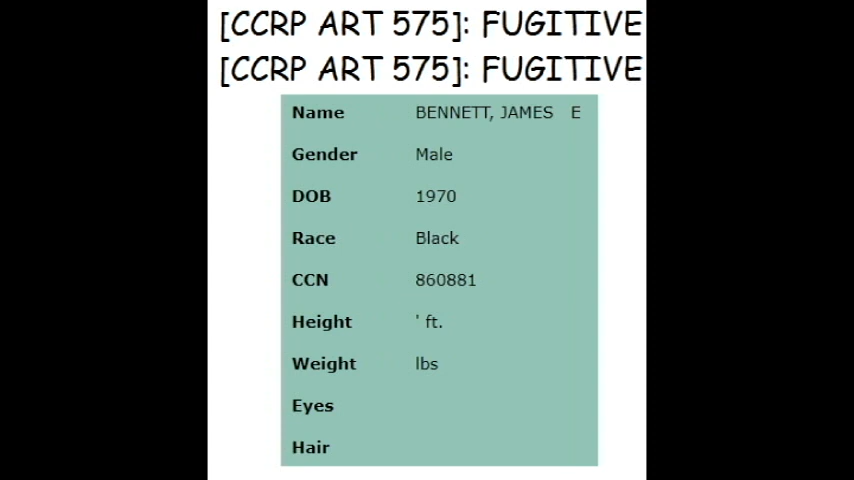 [CCRP ART 575]: FUGITIVE
[CCRP ART 575]: FUGITIVE
Name BENNETT, JAMES E
Gender Male
DOB 1970
Race Black
CCN 860881
Height ' ft.
Weight lbs
Eyes
Hair